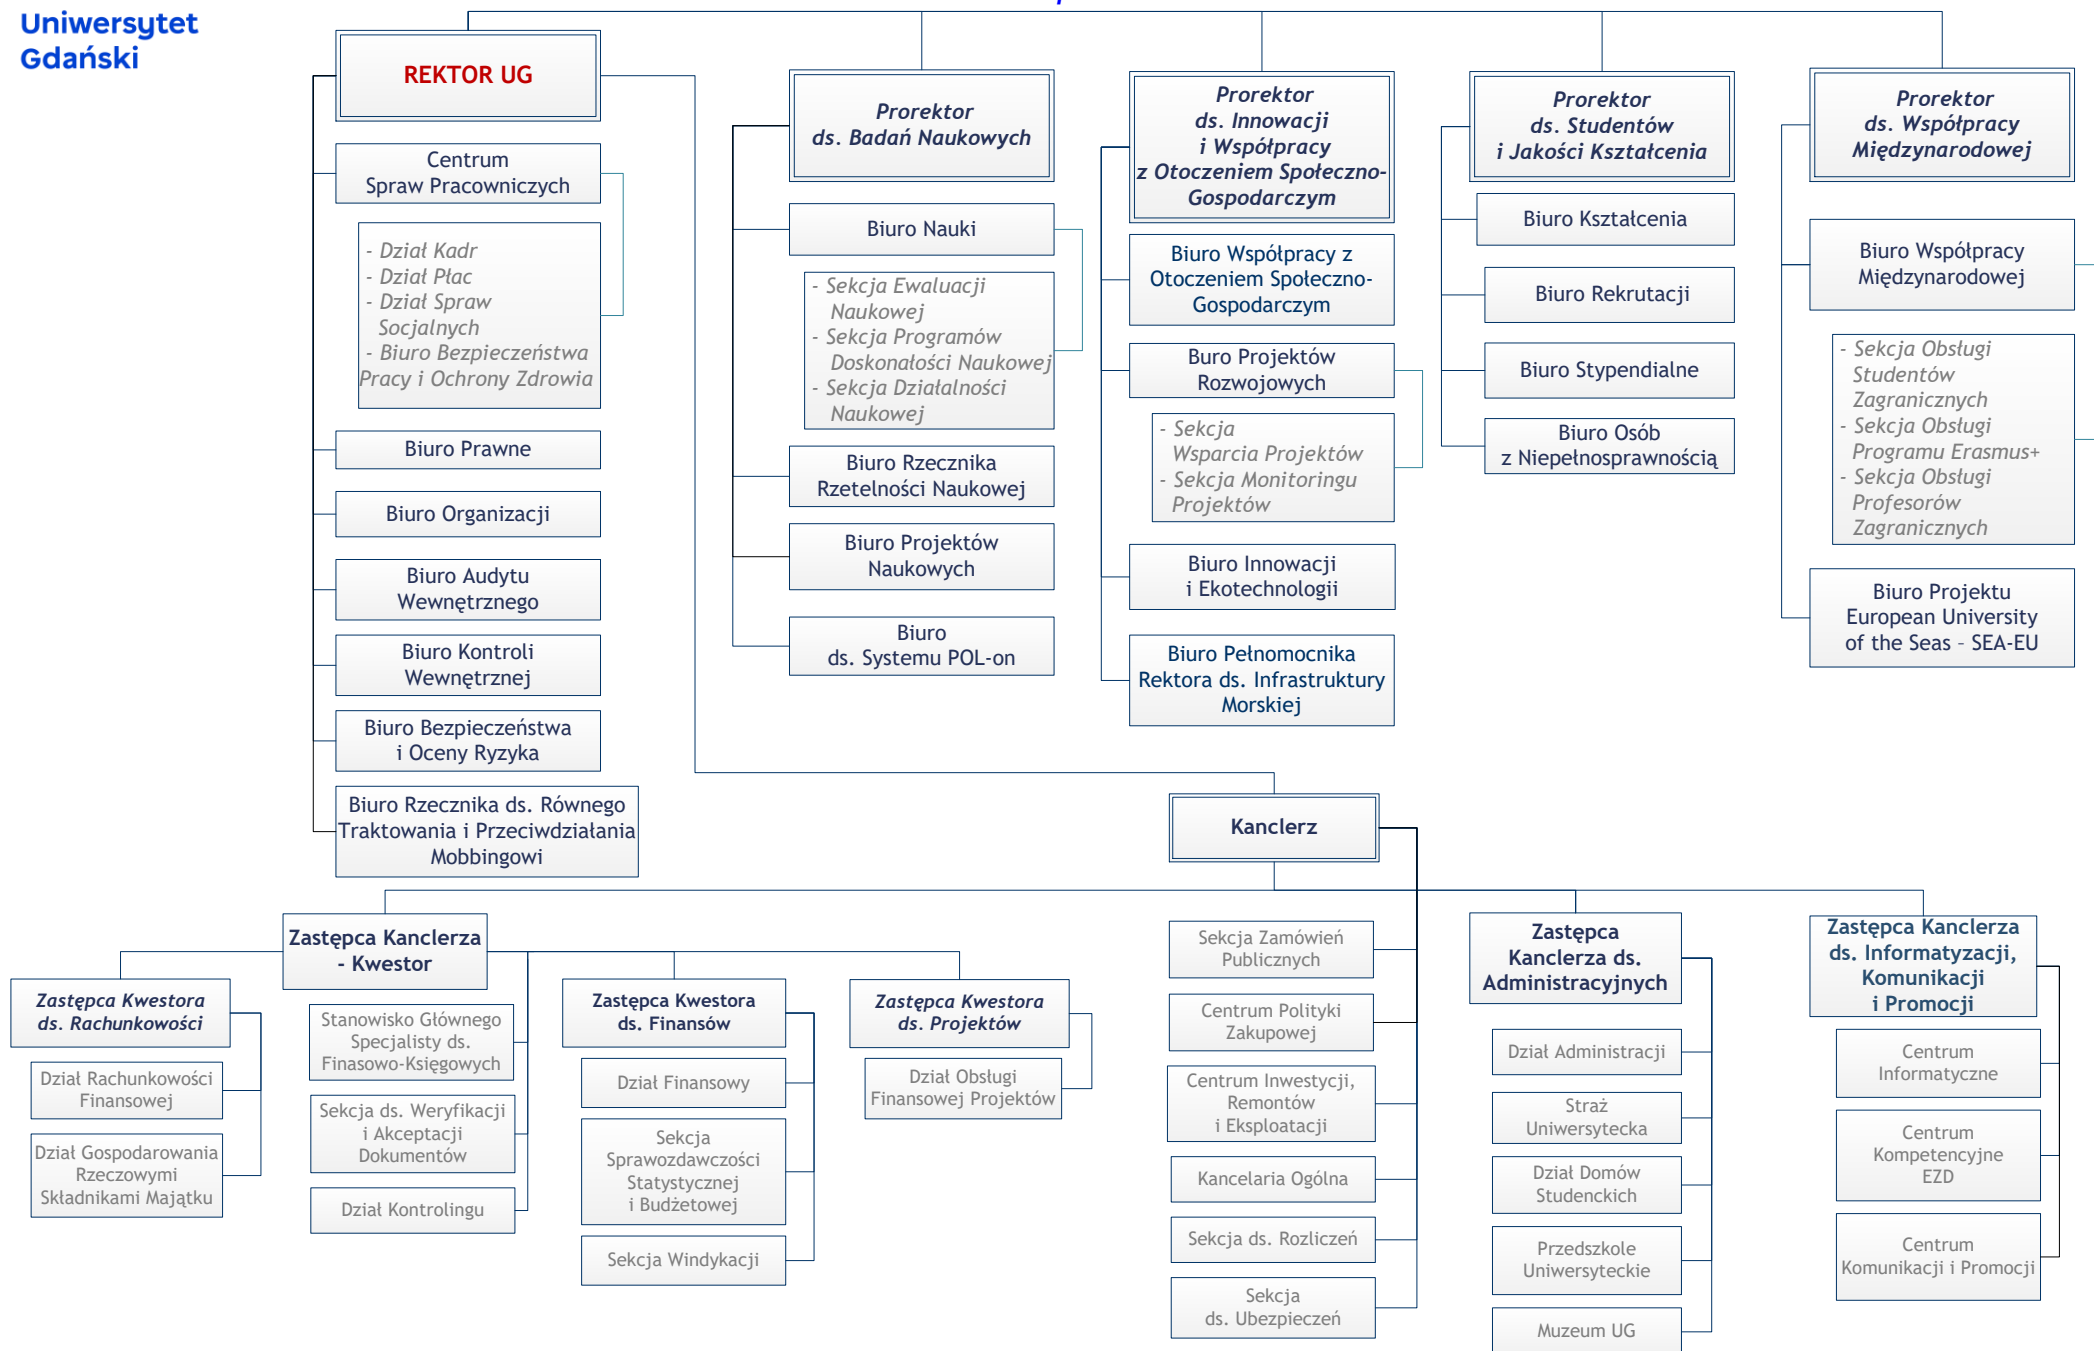 Uniwersytet
Gdański
REKTOR UG
Centrum
Spraw Pracowniczych
- Dział Kadr
- Dział Płac
- Dział Spraw
Socjalnych
- Biuro Bezpieczeństwa
Pracy i Ochrony Zdrowia
Biuro Prawne
Biuro Organizacji
Biuro Audytu
Wewnętrznego
Biuro Kontroli
Wewnętrznej
Biuro Bezpieczeństwa
i Oceny Ryzyka
Biuro Rzecznika ds. Równego
Traktowania i Przeciwdziałania
Mobbingowi
Prorektor
ds. Badań Naukowych
Biuro Nauki
- Sekcja Ewaluacji
Naukowej
- Sekcja Programów
Doskonałości Naukowej
- Sekcja Działalności
Naukowej
Biuro Rzecznika
Rzetelności Naukowej
Biuro Projektów
Naukowych
Biuro
ds. Systemu POL-on
Prorektor
ds. Innowacji
i Współpracy
z Otoczeniem Społeczno-
Gospodarczym
Biuro Współpracy z
Otoczeniem Społeczno-
Gospodarczym
Buro Projektów
Rozwojowych
- Sekcja
Wsparcia Projektów
- Sekcja Monitoringu
Projektów
Biuro Innowacji
i Ekotechnologii
Biuro Pełnomocnika
Rektora ds. Infrastruktury
Morskiej
Prorektor
ds. Studentów
i Jakości Kształcenia
Biuro Kształcenia
Biuro Rekrutacji
Biuro Stypendialne
Biuro Osób
z Niepełnosprawnością
Prorektor
ds. Współpracy
Międzynarodowej
Biuro Współpracy
Międzynarodowej
- Sekcja Obsługi
Studentów
Zagranicznych
- Sekcja Obsługi
Programu Erasmus+
- Sekcja Obsługi
Profesorów
Zagranicznych
Biuro Projektu
European University
of the Seas – SEA-EU
Kanclerz
Zastępca Kanclerza
- Kwestor
Zastępca Kwestora
ds. Rachunkowości
Dział Rachunkowości
Finansowej
Dział Gospodarowania
Rzeczowymi
Składnikami Majątku
Stanowisko Głównego
Specjalisty ds.
Finasowo-Księgowych
Sekcja ds. Weryfikacji
i Akceptacji
Dokumentów
Dział Kontrolingu
Zastępca Kwestora
ds. Finansów
Dział Finansowy
Sekcja
Sprawozdawczości
Statystycznej
i Budżetowej
Sekcja Windykacji
Zastępca Kwestora
ds. Projektów
Dział Obsługi
Finansowej Projektów
Sekcja Zamówień
Publicznych
Centrum Polityki
Zakupowej
Centrum Inwestycji,
Remontów
i Eksploatacji
Kancelaria Ogólna
Sekcja ds. Rozliczeń
Sekcja
ds. Ubezpieczeń
Zastępca
Kanclerza ds.
Administracyjnych
Dział Administracji
Straż
Uniwersytecka
Dział Domów
Studenckich
Przedszkole
Uniwersyteckie
Muzeum UG
Zastępca Kanclerza
ds. Informatyzacji,
Komunikacji
i Promocji
Centrum
Informatyczne
Centrum
Kompetencyjne
EZD
Centrum
Komunikacji i Promocji